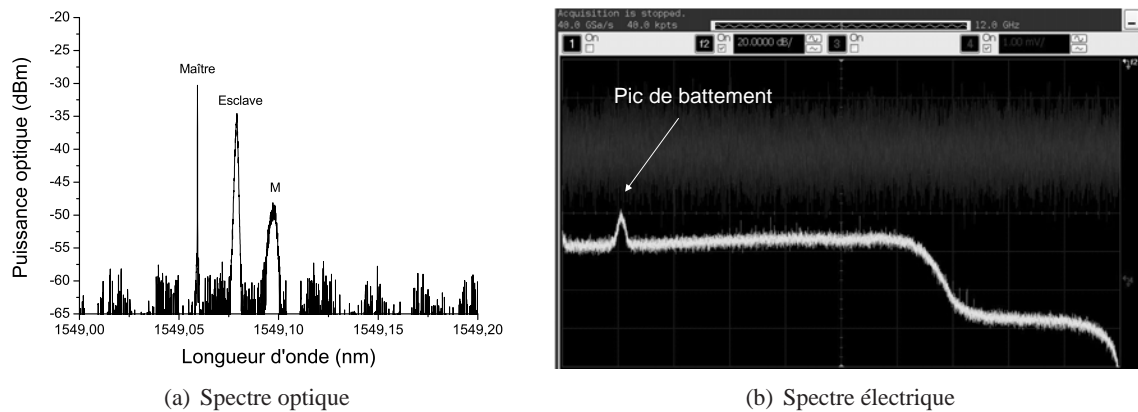 -20
-25
-30
-35
-40
-45
-50
-55
-60
-65
Puissance optique (dBm)
Maître
Esclave
M
1549,00
1549,05
1549,10
1549,15
1549,20
Longueur d'onde (nm)
(a) Spectre optique
Acquisition is stopped.
40.0 GSa/s 40.0 kpts
12.0 GHz
1 On
f2 On 20.0000 dB/
3 On
4 On 1.00 mV/
Pic de battement
(b) Spectre électrique